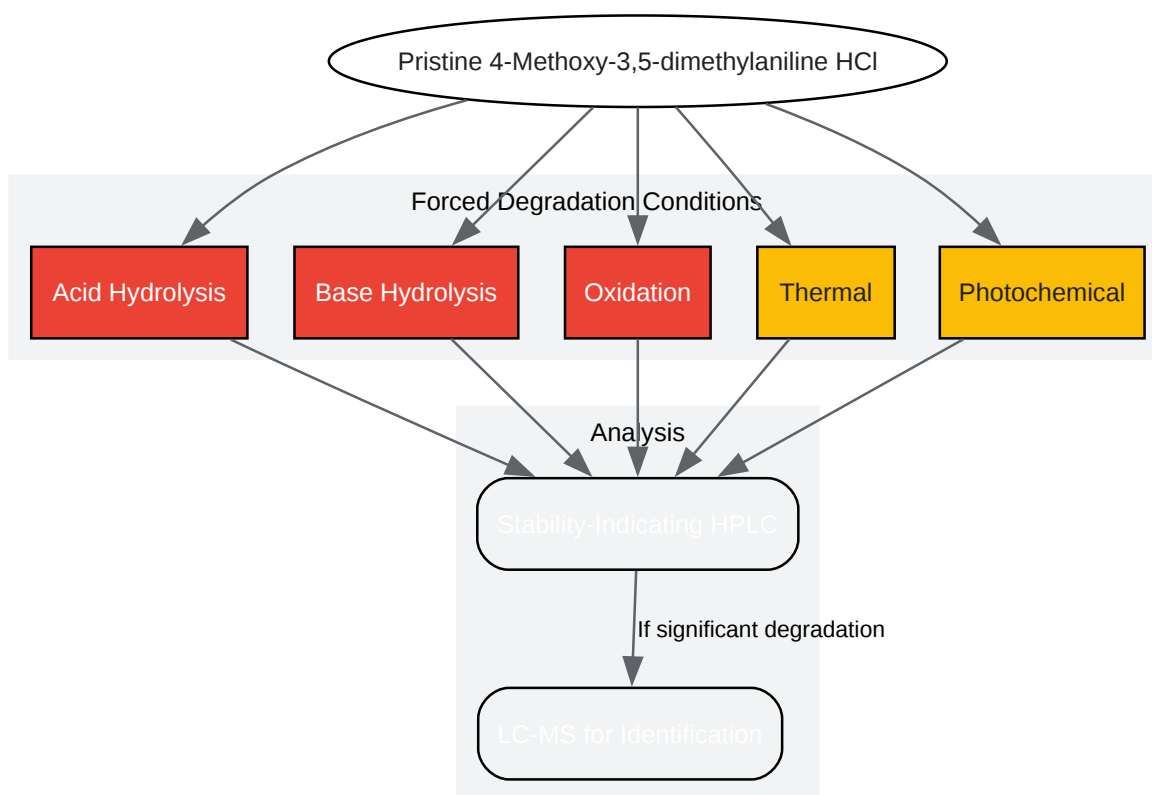 Pristine 4-Methoxy-3,5-dimethylaniline HCl
Forced Degradation Conditions
Acid Hydrolysis
Base Hydrolysis
Oxidation
Thermal
Photochemical
Analysis
Stability-Indicating HPLC
If significant degradation
LC-MS for Identification